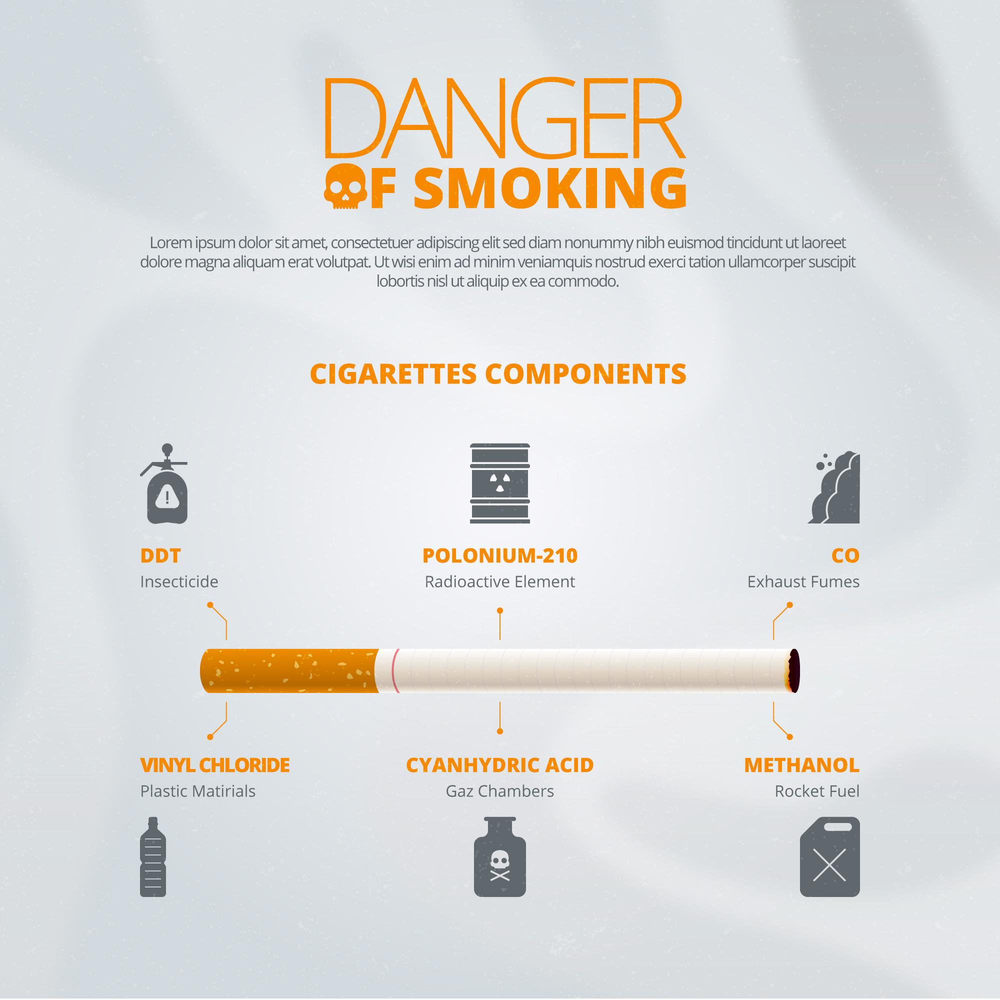 DANGER
OF SMOKING
Lorem ipsum dolor sit amet, consectetuer adipiscing elit sed diam nonummy nibh euismod tincidunt ut laoreet
dolore magna aliquam erat volutpat. Ut wisi enim ad minim veniamquis nostrud exerci tation ullamcorper suscipit
lobortis nisl ut aliquip ex ea commodo.
CIGARETTES COMPONENTS
!
DDT
Insecticide
POLONIUM-210
Radioactive Element
CO
Exhaust Fumes
VINYL CHLORIDE
Plastic Matirials
CYANHYDRIC ACID
Gaz Chambers
METHANOL
Rocket Fuel